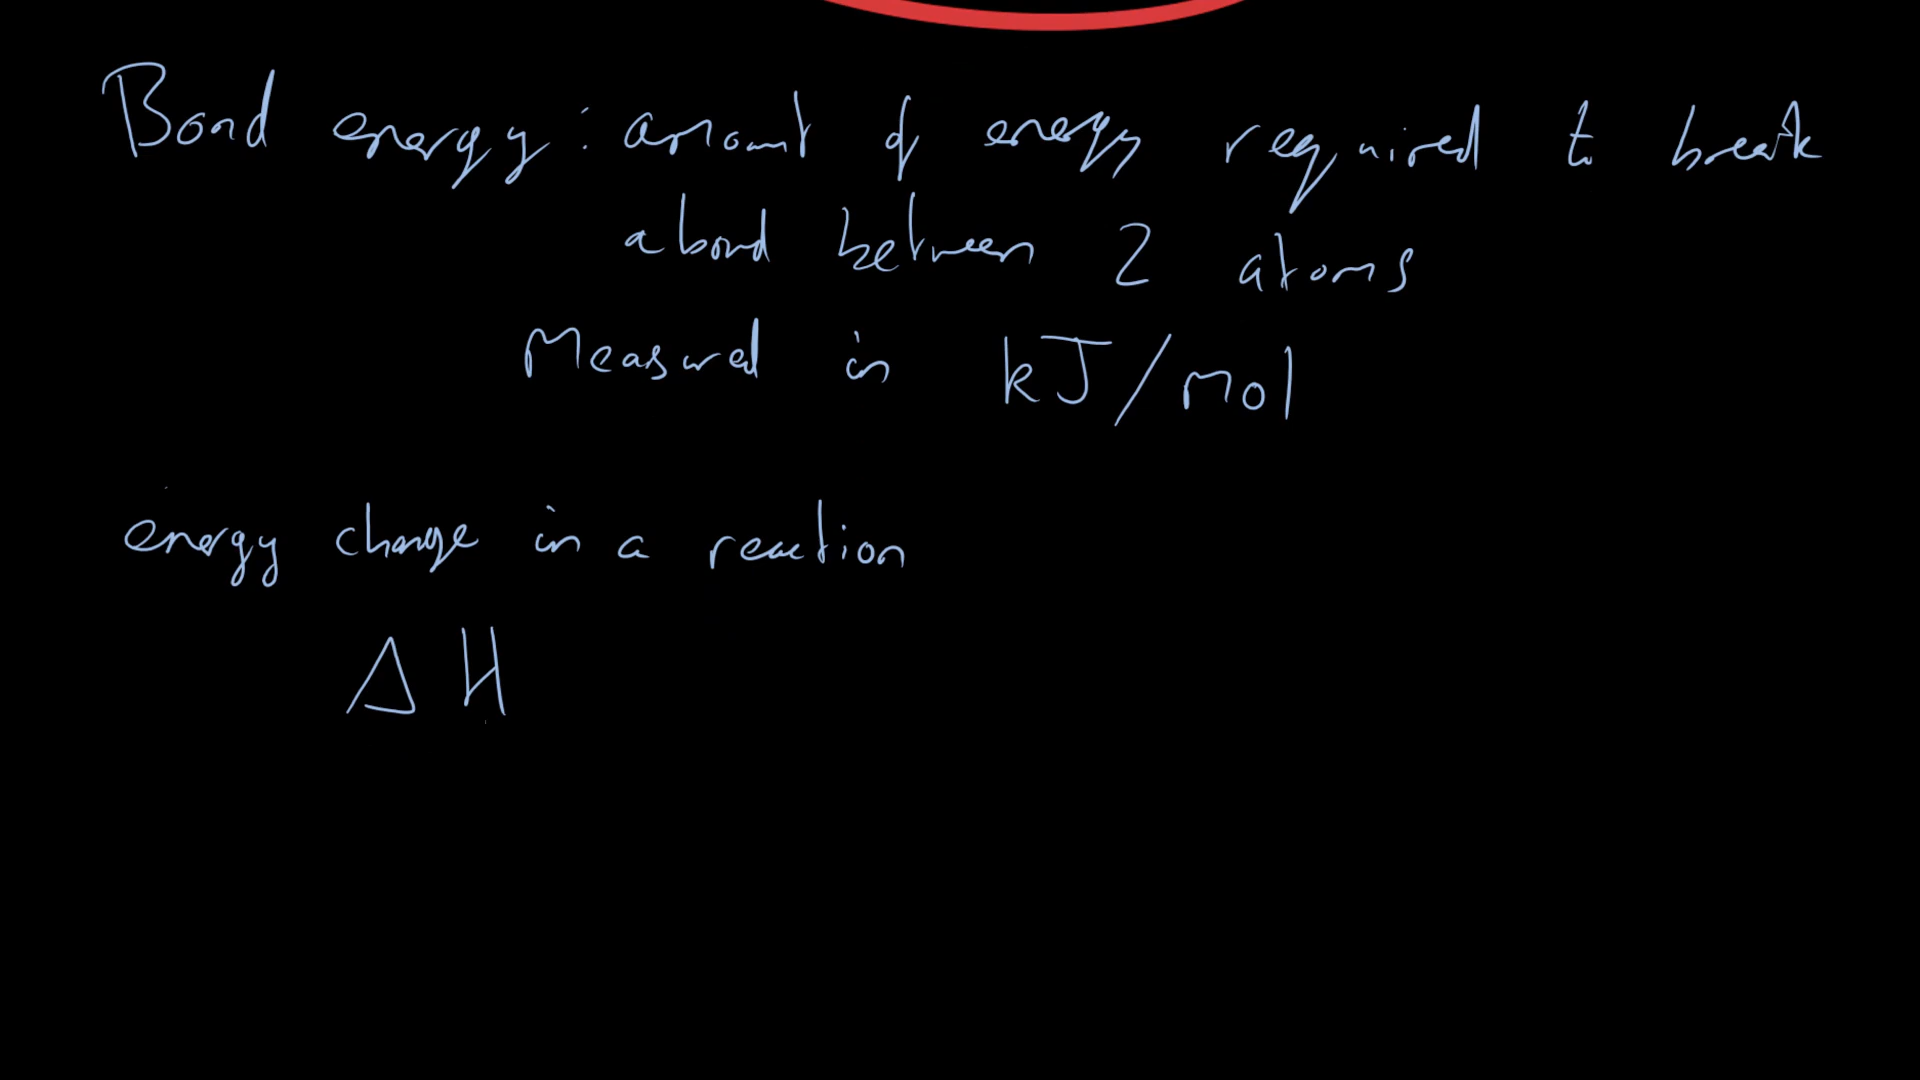 Bond energy: amount of energy required to break
a bond between 2 atoms
Measured in kJ/mol
energy change in a reaction
Δ H